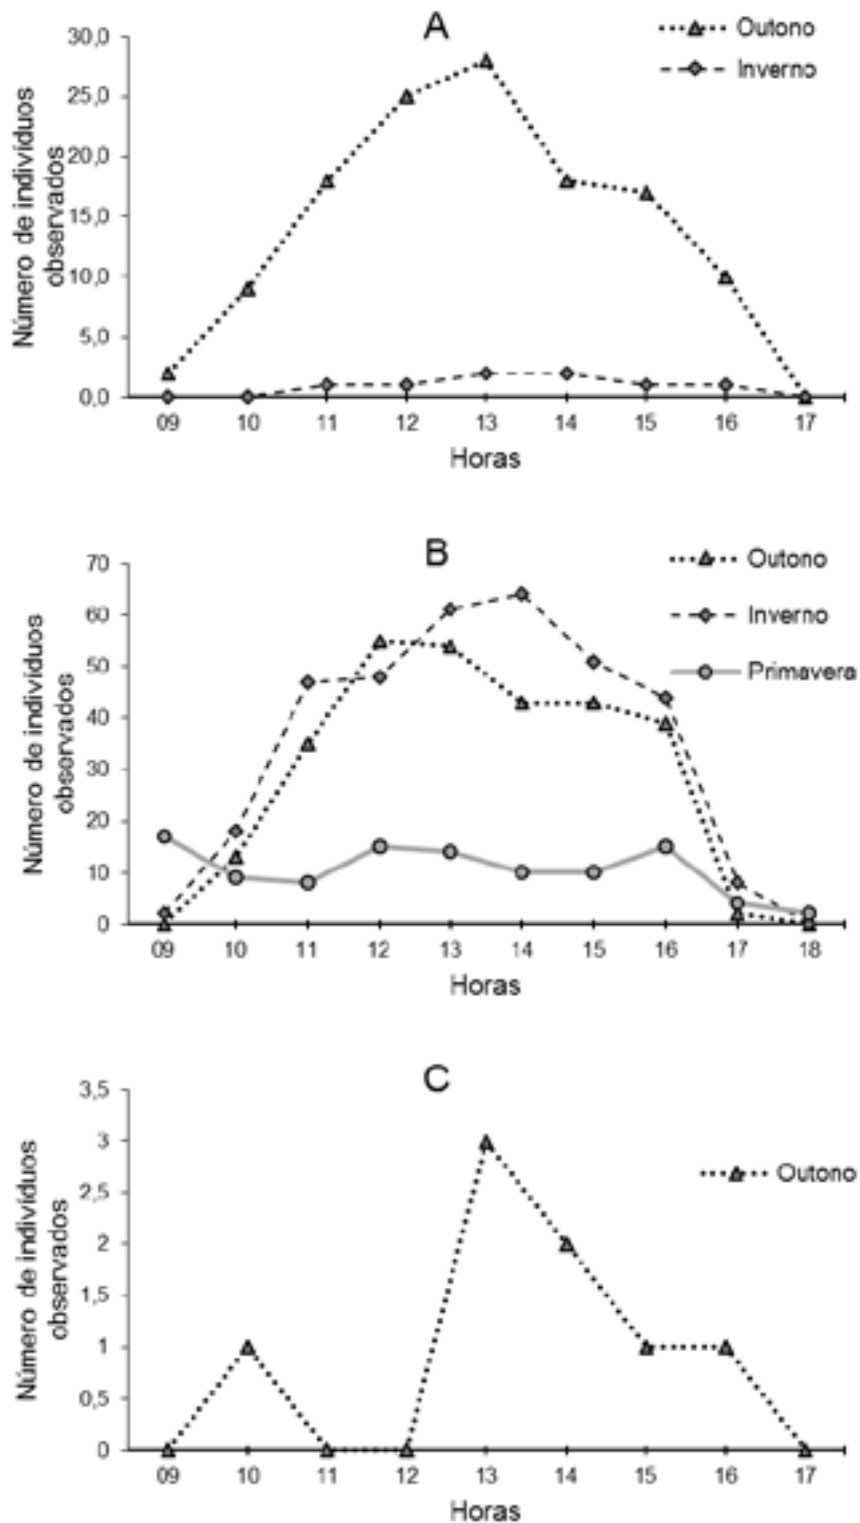 A
Outono
Inverno
Número de indivíduos
observados
30,0
25,0
20,0
15,0
10,0
5,0
0,0
09 10 11 12 13 14 15 16 17
Horas
B
Outono
Inverno
Primavera
Número de indivíduos
observados
70
60
50
40
30
20
10
0
09 10 11 12 13 14 15 16 17 18
Horas
C
Outono
Número de indivíduos
observados
3,5
3
2,5
2
1,5
1
0,5
0
09 10 11 12 13 14 15 16 17
Horas